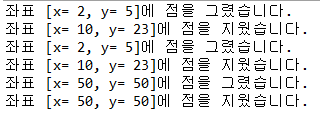 좌표 [x= 2, y= 5]에 점을 그렸습니다.
좌표 [x= 10, y= 23]에 점을 지웠습니다.
좌표 [x= 2, y= 5]에 점을 그렸습니다.
좌표 [x= 10, y= 23]에 점을 지웠습니다.
좌표 [x= 50, y= 50]에 점을 그렸습니다.
좌표 [x= 50, y= 50]에 점을 지웠습니다.